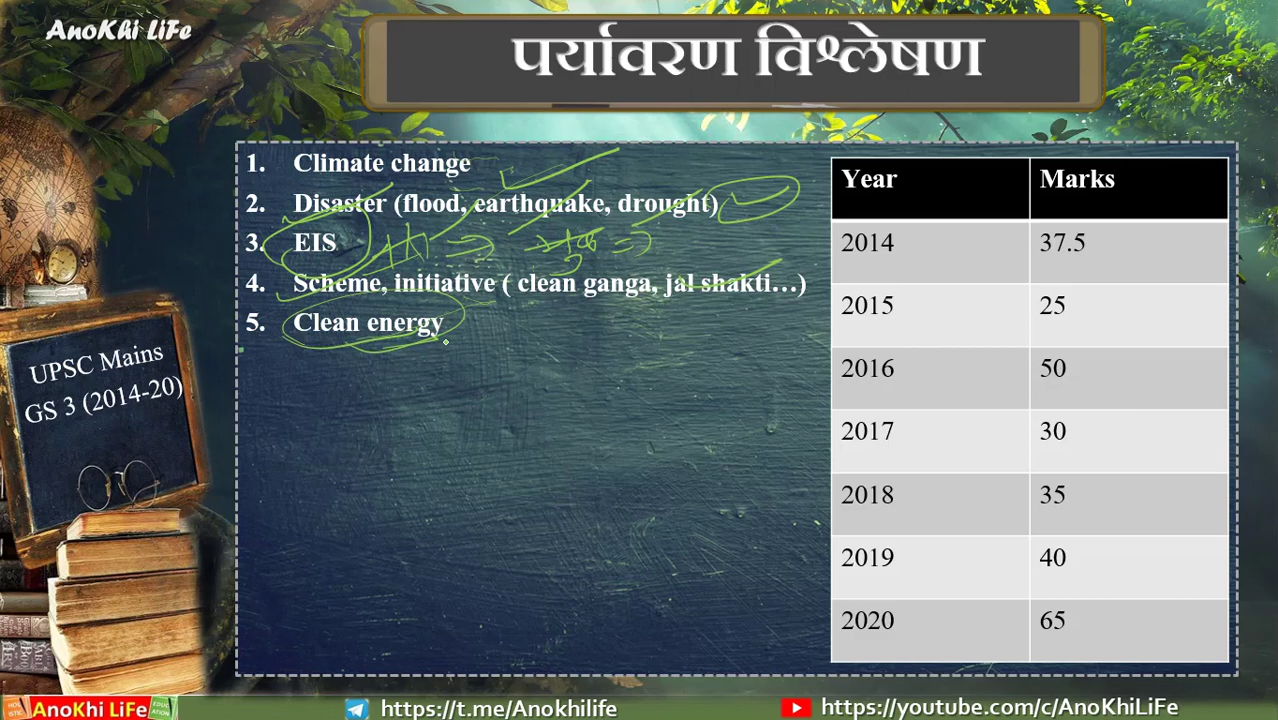 AnoKhi LiFe
पर्यावरण विश्लेषण
1. Climate change
2. Disaster (flood, earthquake, drought)
3. EIS
4. Scheme, initiative ( clean ganga, jal shakti...)
5. Clean energy
Year Marks
2014 37.5
2015 25
2016 50
2017 30
2018 35
2019 40
2020 65
UPSC Mains
GS 3 (2014-20)
AnoKhi LiFe
https://t.me/Anokhilife
https://youtube.com/c/AnoKhiLiFe